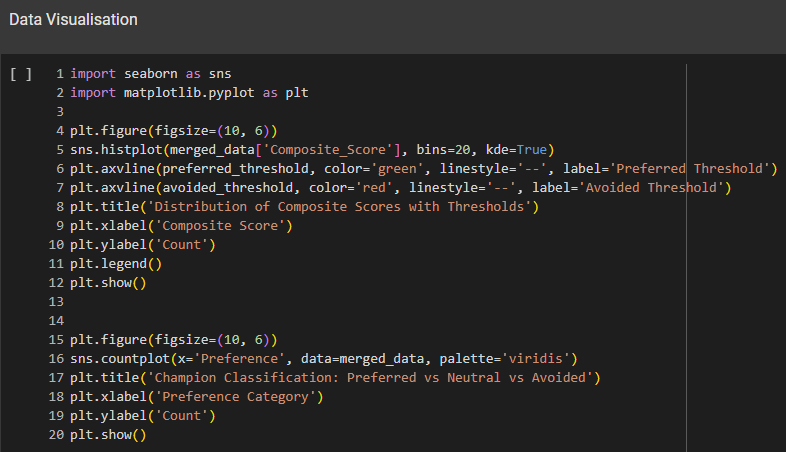 Data Visualisation
[ ] 1 import seaborn as sns
2 import matplotlib.pyplot as plt
3
4 plt.figure(figsize=(10, 6))
5 sns.histplot(merged_data['Composite_Score'], bins=20, kde=True)
6 plt.axvline(preferred_threshold, color='green', linestyle='--', label='Preferred Threshold')
7 plt.axvline(avoided_threshold, color='red', linestyle='--', label='Avoided Threshold')
8 plt.title('Distribution of Composite Scores with Thresholds')
9 plt.xlabel('Composite Score')
10 plt.ylabel('Count')
11 plt.legend()
12 plt.show()
13
14
15 plt.figure(figsize=(10, 6))
16 sns.countplot(x='Preference', data=merged_data, palette='viridis')
17 plt.title('Champion Classification: Preferred vs Neutral vs Avoided')
18 plt.xlabel('Preference Category')
19 plt.ylabel('Count')
20 plt.show()